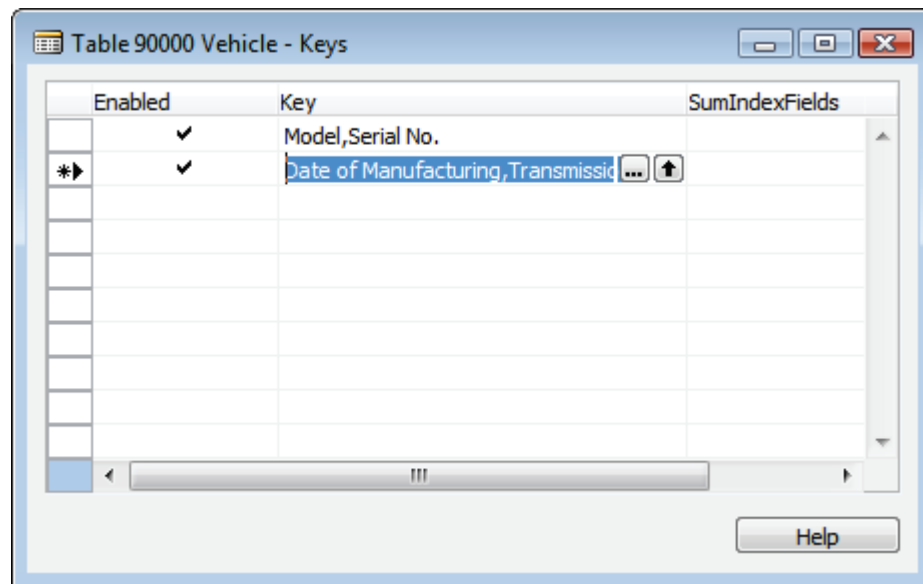 Table 90000 Vehicle - Keys
Enabled Key SumIndexFields
Model,Serial No.
Date of Manufacturing,Transmissio
Help